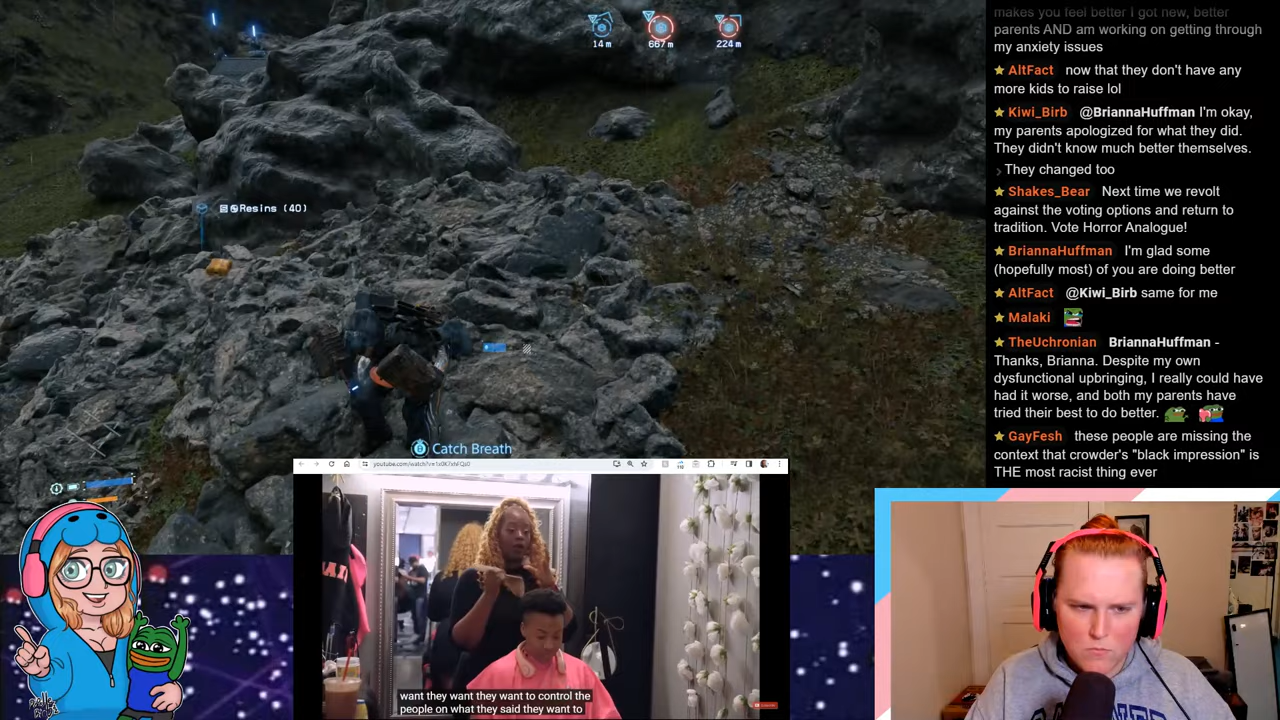 14 m
667 m
224 m
Resins (40)
Catch Breath
want they want they want to control the
people on what they said they want to
makes you feel better I got new, better
parents AND am working on getting through
my anxiety issues
AltFact now that they don't have any
more kids to raise lol
Kiwi_Birb @BriannaHuffman I'm okay,
my parents apologized for what they did.
They didn't know much better themselves.
They changed too
Shakes_Bear Next time we revolt
against the voting options and return to
tradition. Vote Horror Analogue!
BriannaHuffman I'm glad some
(hopefully most) of you are doing better
AltFact @Kiwi_Birb same for me
Malaki
TheUchronian BriannaHuffman -
Thanks, Brianna. Despite my own
dysfunctional upbringing, I really could have
had it worse, and both my parents have
tried their best to do better.
GayFesh these people are missing the
context that crowder's "black impression" is
THE most racist thing ever